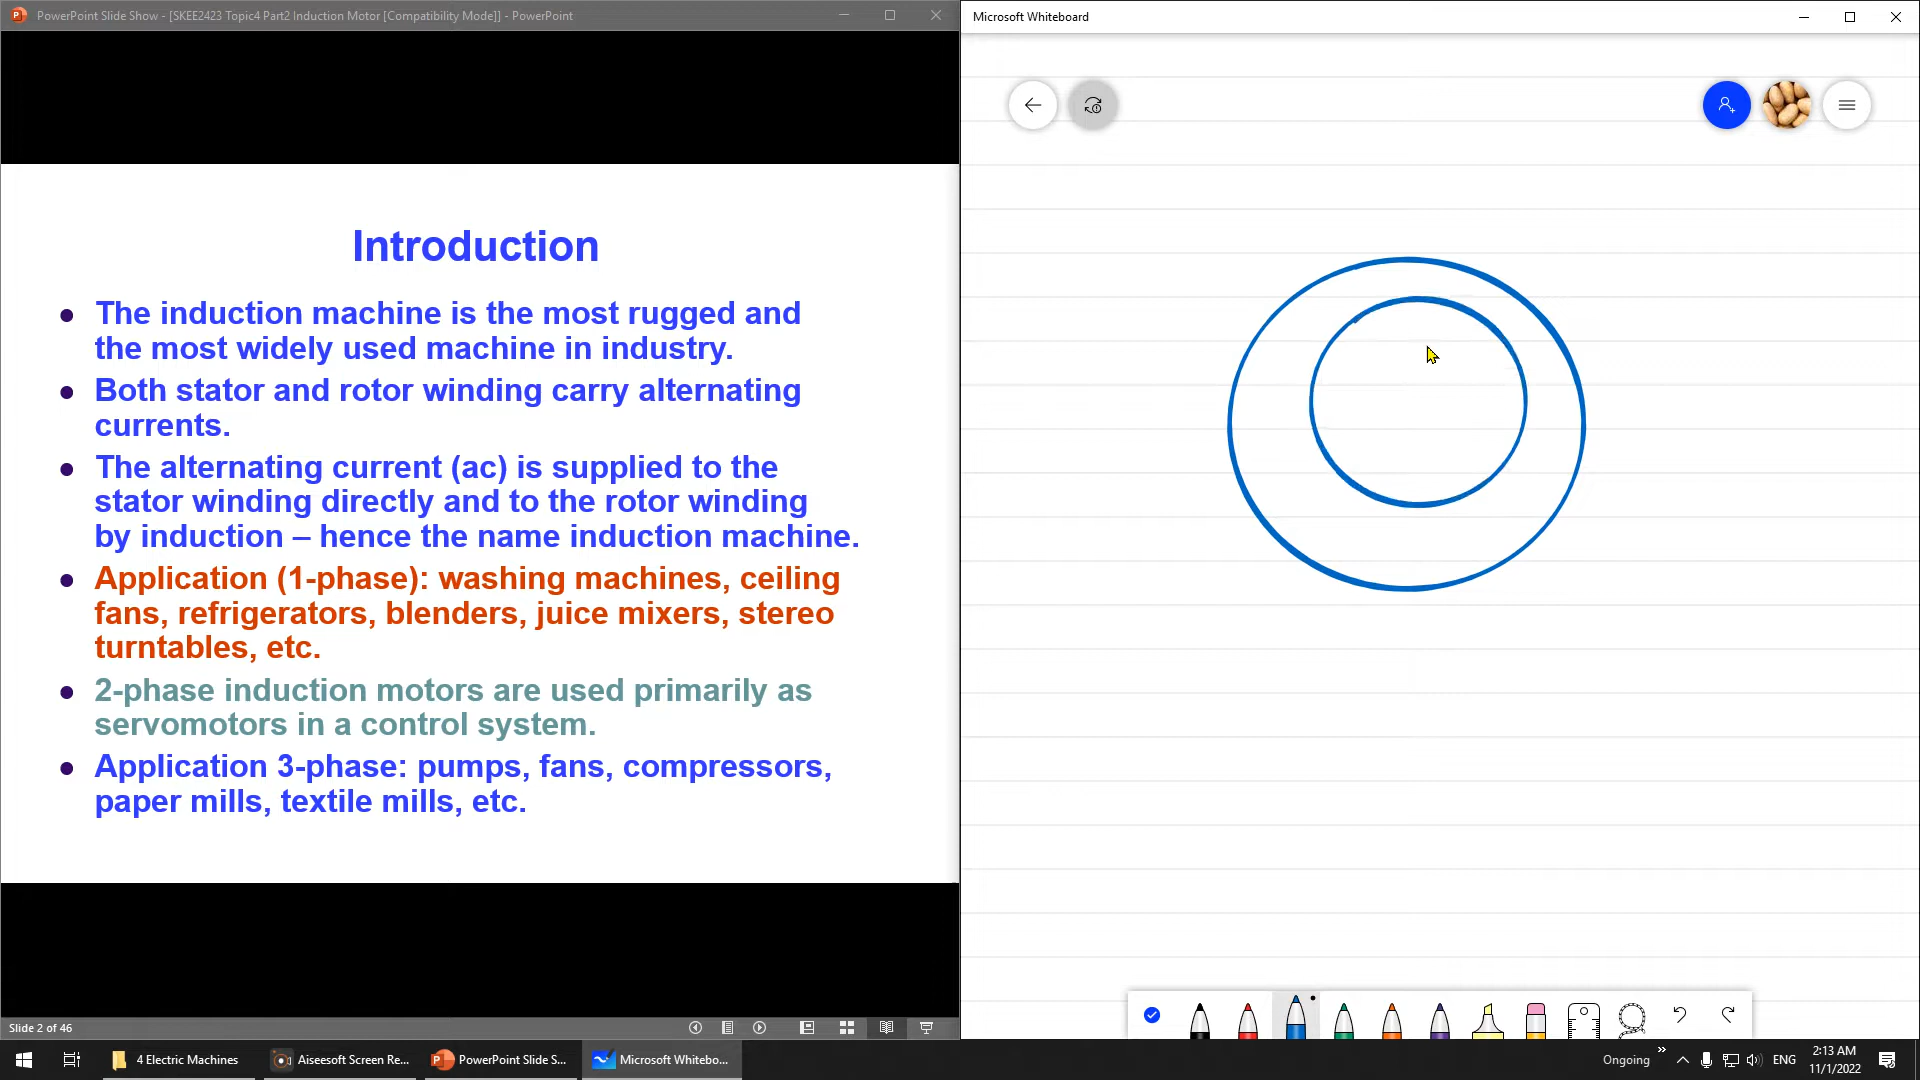 PowerPoint Slide Show - [SKEE2423 Topic4 Part2 Induction Motor [Compatibility Mode]] - PowerPoint
Introduction
The induction machine is the most rugged and
the most widely used machine in industry.
Both stator and rotor winding carry alternating
currents.
The alternating current (ac) is supplied to the
stator winding directly and to the rotor winding
by induction – hence the name induction machine.
Application (1-phase): washing machines, ceiling
fans, refrigerators, blenders, juice mixers, stereo
turntables, etc.
2-phase induction motors are used primarily as
servomotors in a control system.
Application 3-phase: pumps, fans, compressors,
paper mills, textile mills, etc.
Slide 2 of 46
Microsoft Whiteboard
4 Electric Machines
Aiseesoft Screen Re...
PowerPoint Slide S...
Microsoft Whitebo...
Ongoing
ENG
2:13 AM
11/1/2022